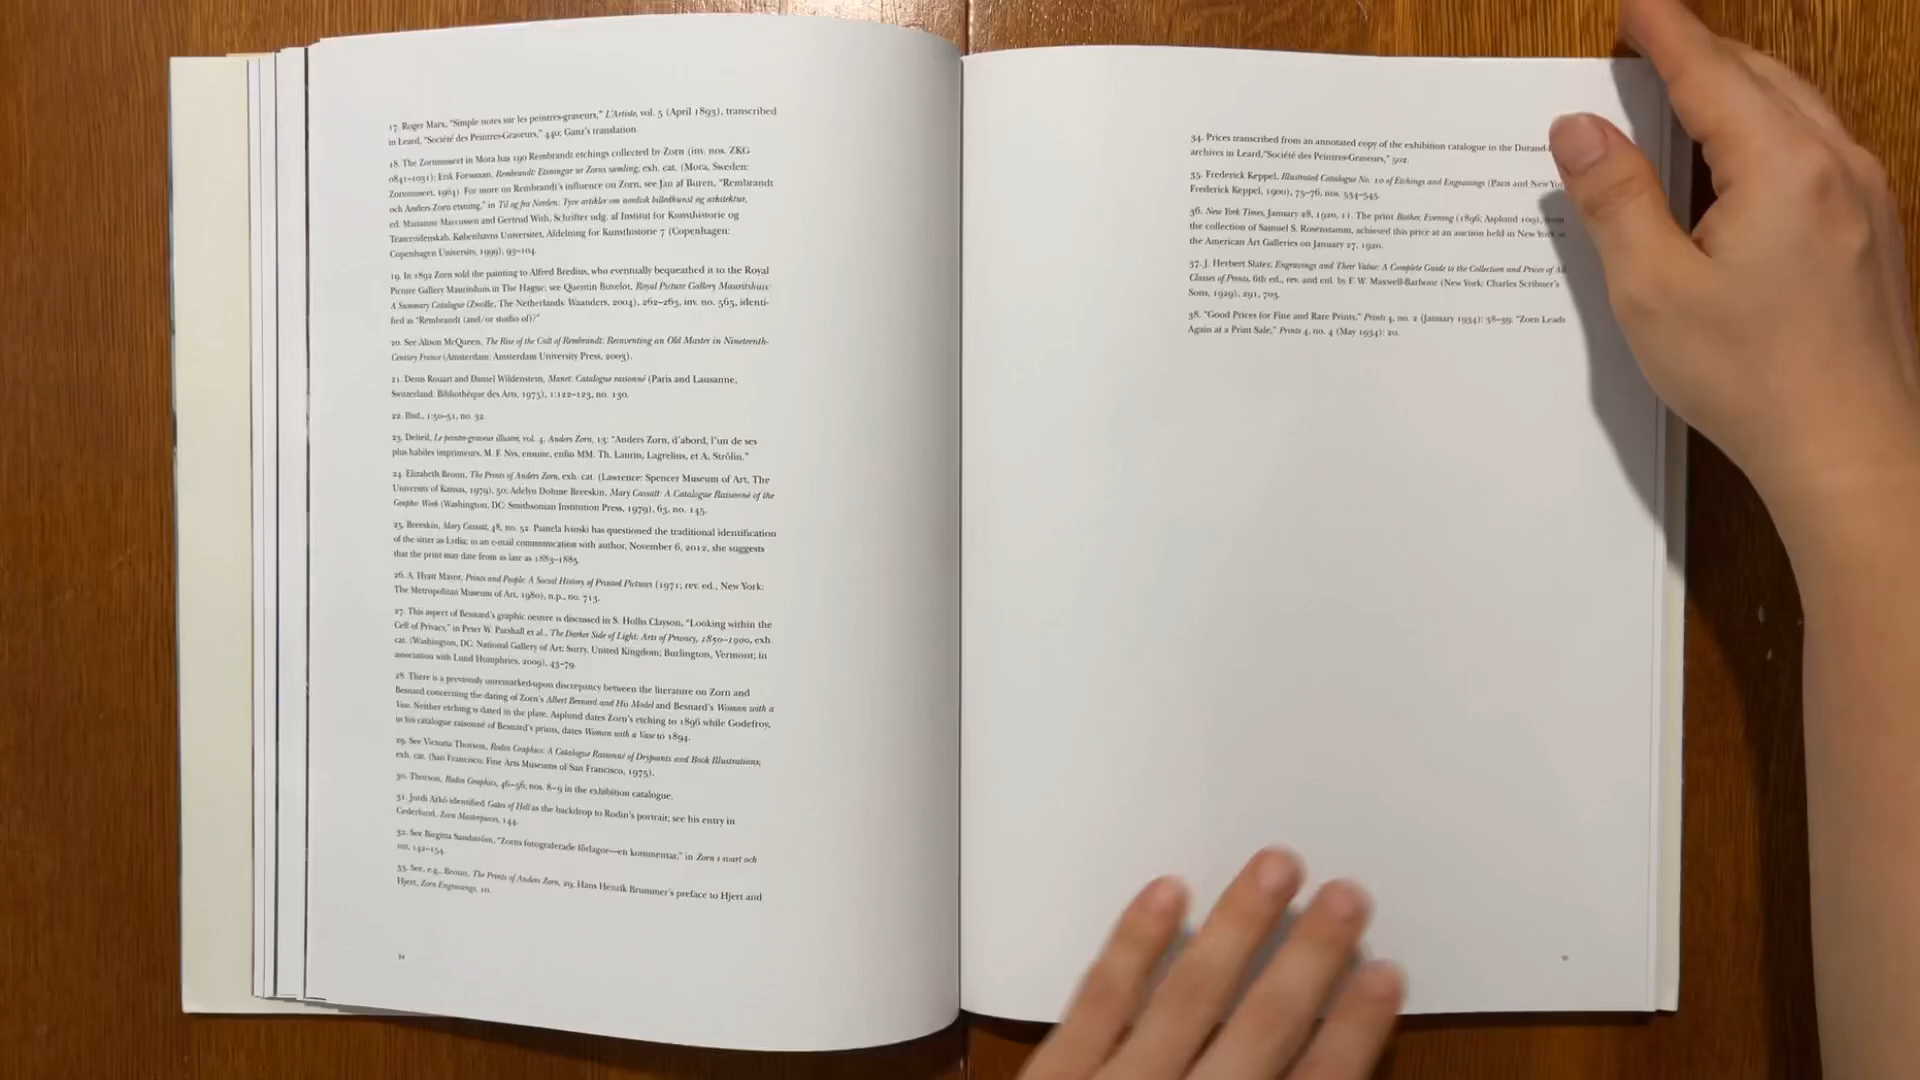 17. Roger Marx, "Simple notes sur les peintres-graveurs," L'Artiste, vol. 5 (April 1893), transcribed
in Leard, "Société des Peintres-Graveurs," 440; Ganz's translation.
18. The Zornmuseet in Mora has 190 Rembrandt etchings collected by Zorn (inv. nos. ZKG
0842–1031); Erik Forssman, Rembrandt: Etsningar ur Zorns samling, exh. cat. (Mora, Sweden:
Zornmuseet, 1961). For more on Rembrandt's influence on Zorn, see Jan af Buren, "Rembrandt
och Anders Zorn etsning," in Til og fra Norden: Tyve artikler om nordisk billedkunst og arkitektur,
ed. Marianne Marcussen and Gertrud With, Schrifter udg. af Institut for Kunsthistorie og
Teatervidenskab, Københavns Universitet, Afdelning for Kunsthistorie 7 (Copenhagen:
Copenhagen University, 1999), 93–104.
19. In 1892 Zorn sold the painting to Alfred Bredius, who eventually bequeathed it to the Royal
Picture Gallery Mauritshuis in The Hague; see Quentin Buvelot, Royal Picture Gallery Mauritshuis:
A Summary Catalogue (Zwolle, The Netherlands: Waanders, 2004), 262–263, inv. no. 565, identi-
fied as "Rembrandt (and/or studio of)?"
20. See Alison McQueen, The Rise of the Cult of Rembrandt: Reinventing an Old Master in Nineteenth-
Century France (Amsterdam: Amsterdam University Press, 2003).
21. Denis Rouart and Daniel Wildenstein, Manet: Catalogue raisonné (Paris and Lausanne,
Switzerland: Bibliothèque des Arts, 1975), 1:122–123, no. 130.
22. Ibid., 1:50–51, no. 32.
23. Delteil, Le peintre-graveur illustré, vol. 4, Anders Zorn, 13: "Anders Zorn, d'abord, l'un de ses
plus habiles imprimeurs, M. F. Nys, ensuite, enfin MM. Th. Laurin, Lagrelius, et A. Strölin."
24. Elizabeth Broun, The Prints of Anders Zorn, exh. cat. (Lawrence: Spencer Museum of Art, The
University of Kansas, 1979), 50; Adelyn Dohme Breeskin, Mary Cassatt: A Catalogue Raisonné of the
Graphic Work (Washington, DC: Smithsonian Institution Press, 1979), 63, no. 145.
25. Breeskin, Mary Cassatt, 48, no. 52. Pamela Ivinski has questioned the traditional identification
of the sitter as Lydia; in an e-mail communication with author, November 6, 2012, she suggests
that the print may date from as late as 1883–1885.
26. A. Hyatt Mayor, Prints and People: A Social History of Printed Pictures (1971; rev. ed., New York:
The Metropolitan Museum of Art, 1980), n.p., no. 713.
27. This aspect of Besnard's graphic oeuvre is discussed in S. Hollis Clayson, "Looking within the
Cell of Privacy," in Peter W. Parshall et al., The Darker Side of Light: Arts of Privacy, 1850–1900, exh.
cat. (Washington, DC: National Gallery of Art; Surry, United Kingdom; Burlington, Vermont; in
association with Lund Humphries, 2009), 43–79.
28. There is a previously unremarked-upon discrepancy between the literature on Zorn and
Besnard concerning the dating of Zorn's Albert Besnard and His Model and Besnard's Woman with a
Vase. Neither etching is dated in the plate. Asplund dates Zorn's etching to 1896 while Godefroy,
in his catalogue raisonné of Besnard's prints, dates Woman with a Vase to 1894.
29. See Victoria Thorson, Rodin Graphics: A Catalogue Raisonné of Drypoints and Book Illustrations,
exh. cat. (San Francisco: Fine Arts Museums of San Francisco, 1975).
30. Thorson, Rodin Graphics, 46–56, nos. 8–9 in the exhibition catalogue.
31. Jordi Arkö identified Gates of Hell as the backdrop to Rodin's portrait; see his entry in
Cederlund, Zorn Masterpieces, 144.
32. See Birgitta Sandström, "Zorns fotograferade förlagor—en kommentar," in Zorn i svart och
vitt, 142–154.
33. See, e.g., Broun, The Prints of Anders Zorn, 29; Hans Henrik Brummer's preface to Hjert and
Hjert, Zorn Engravings, 10.
34. Prices transcribed from an annotated copy of the exhibition catalogue in the Durand-
archives in Leard, "Société des Peintres-Graveurs," 502.
35. Frederick Keppel, Illustrated Catalogue No. 10 of Etchings and Engravings (Paris and New Yor
Frederick Keppel, 1900), 75–76, nos. 534–545.
36. New York Times, January 28, 1920, 11. The print Bather, Evening (1896; Asplund 109), from
the collection of Samuel S. Rosenstamm, achieved this price at an auction held in New York at
the American Art Galleries on January 27, 1920.
37. J. Herbert Slater, Engravings and Their Value: A Complete Guide to the Collection and Prices of All
Classes of Prints, 6th ed., rev. and enl. by F. W. Maxwell-Barbour (New York: Charles Scribner's
Sons, 1929), 291, 703.
38. "Good Prices for Fine and Rare Prints," Prints 4, no. 2 (January 1934): 38–39; "Zorn Leads
Again at a Print Sale," Prints 4, no. 4 (May 1934): 20.